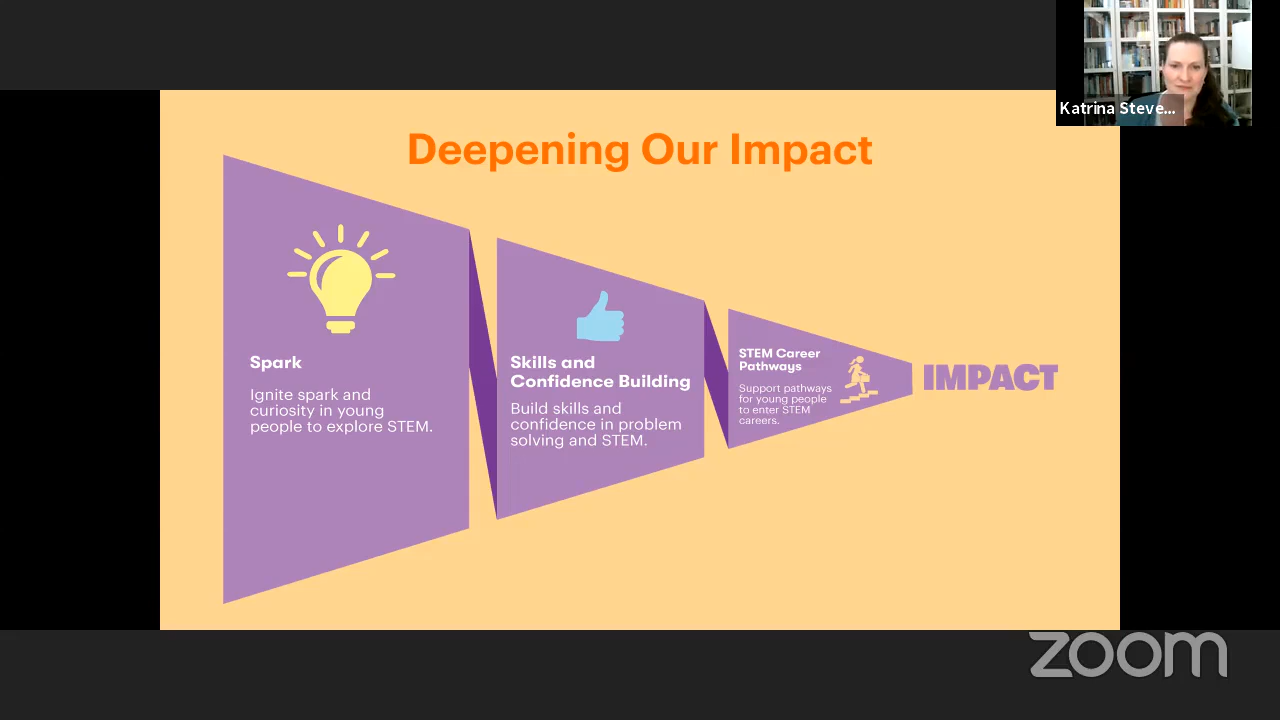 Katrina Steve...
Deepening Our Impact
Spark
Ignite spark and
curiosity in young
people to explore STEM.
Skills and
Confidence Building
Build skills and
confidence in problem
solving and STEM.
STEM Career
Pathways
Support pathways
for young people
to enter STEM
careers.
IMPACT
zoom